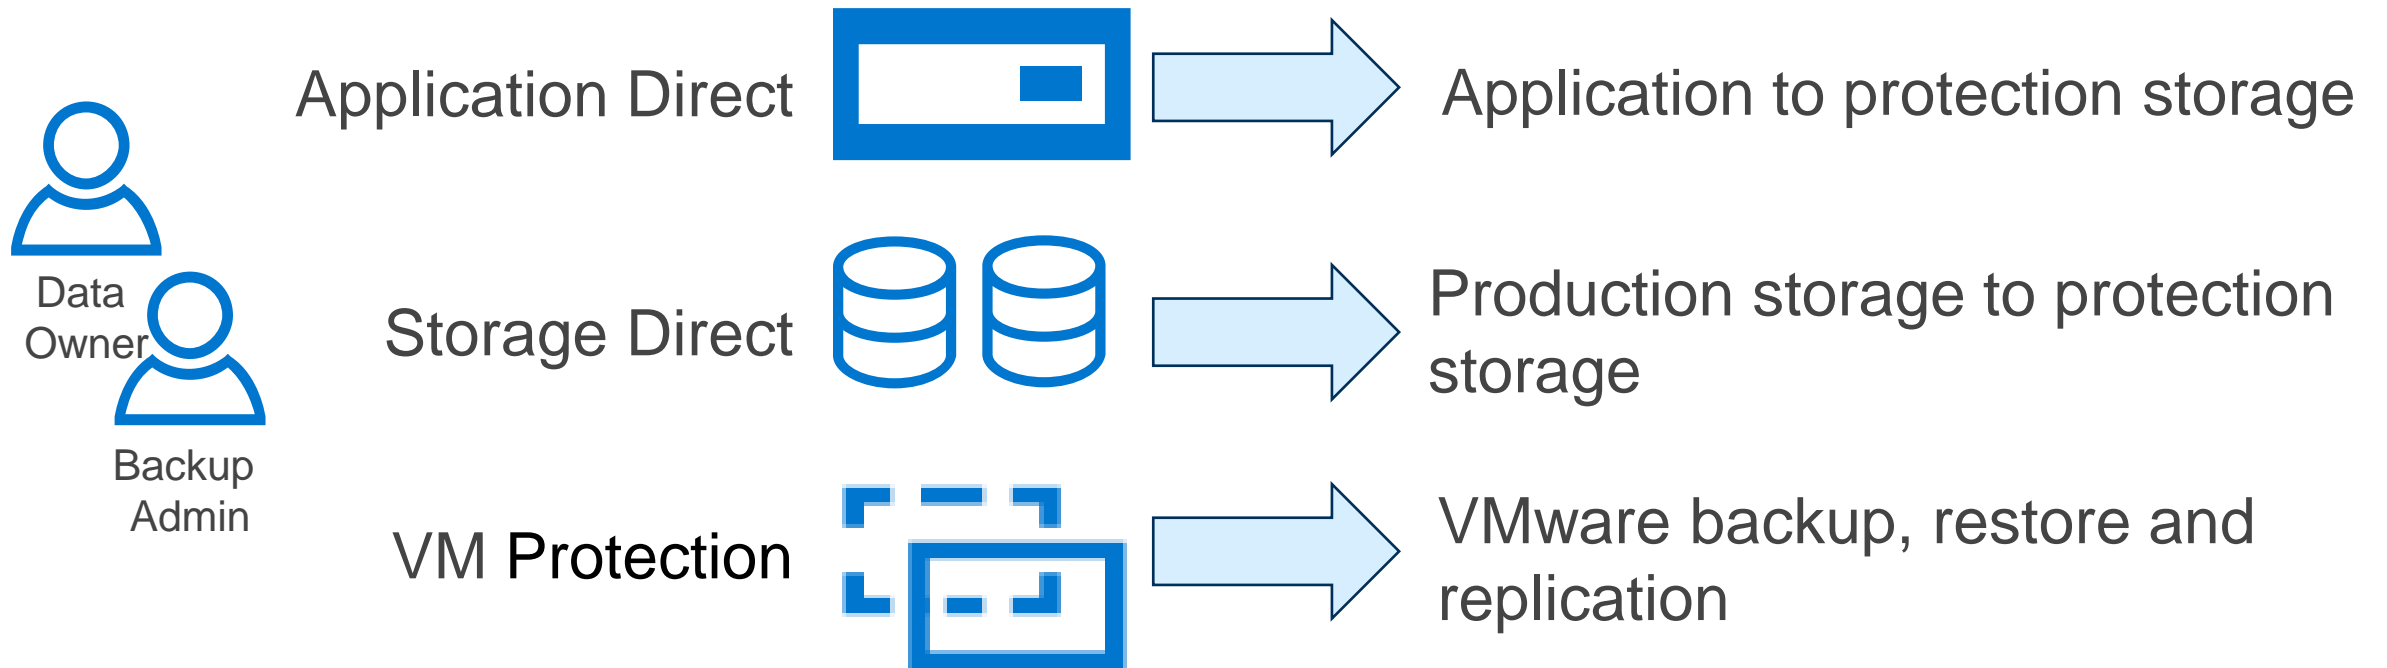 Data
Owner
Backup
Admin
Application Direct
Application to protection storage
Storage Direct
Production storage to protection
storage
VM Protection
VMware backup, restore and
replication